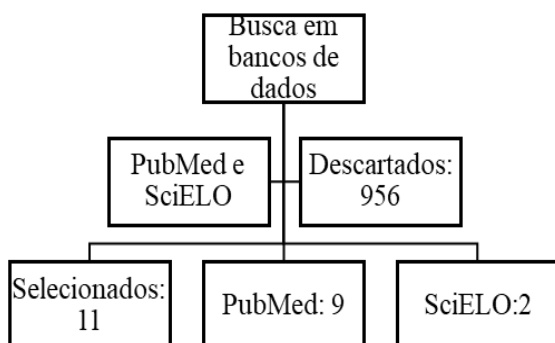 Busca em
bancos de
dados
PubMed e
SciELO
Descartados:
956
Selecionados:
11
PubMed: 9
SciELO:2